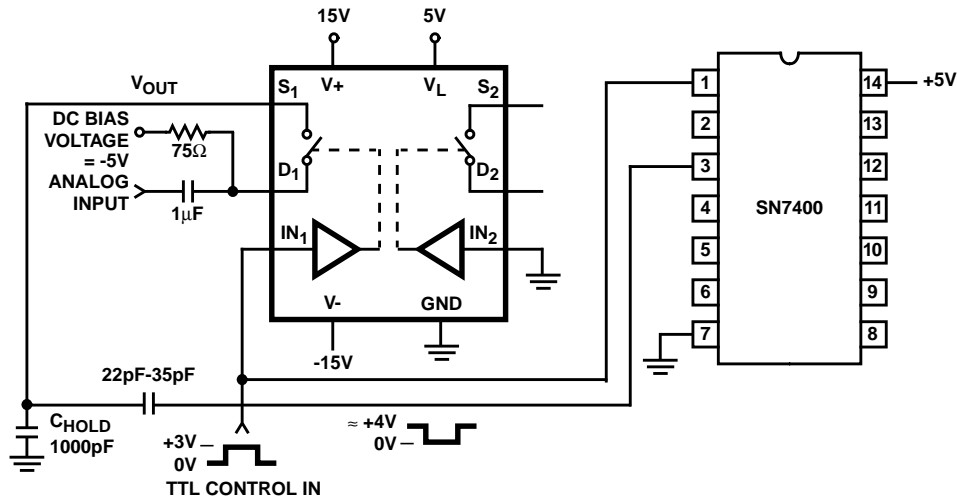 15V
5V
V+
VL
S1
S2
VOUT
DC BIAS
VOLTAGE
= -5V
75Ω
ANALOG
INPUT
1µF
D1
D2
IN1
IN2
V-
GND
-15V
22pF-35pF
CHOLD
1000pF
+3V
0V
TTL CONTROL IN
≈ +4V
0V
SN7400
1
2
3
4
5
6
7
14
13
12
11
10
9
8
+5V